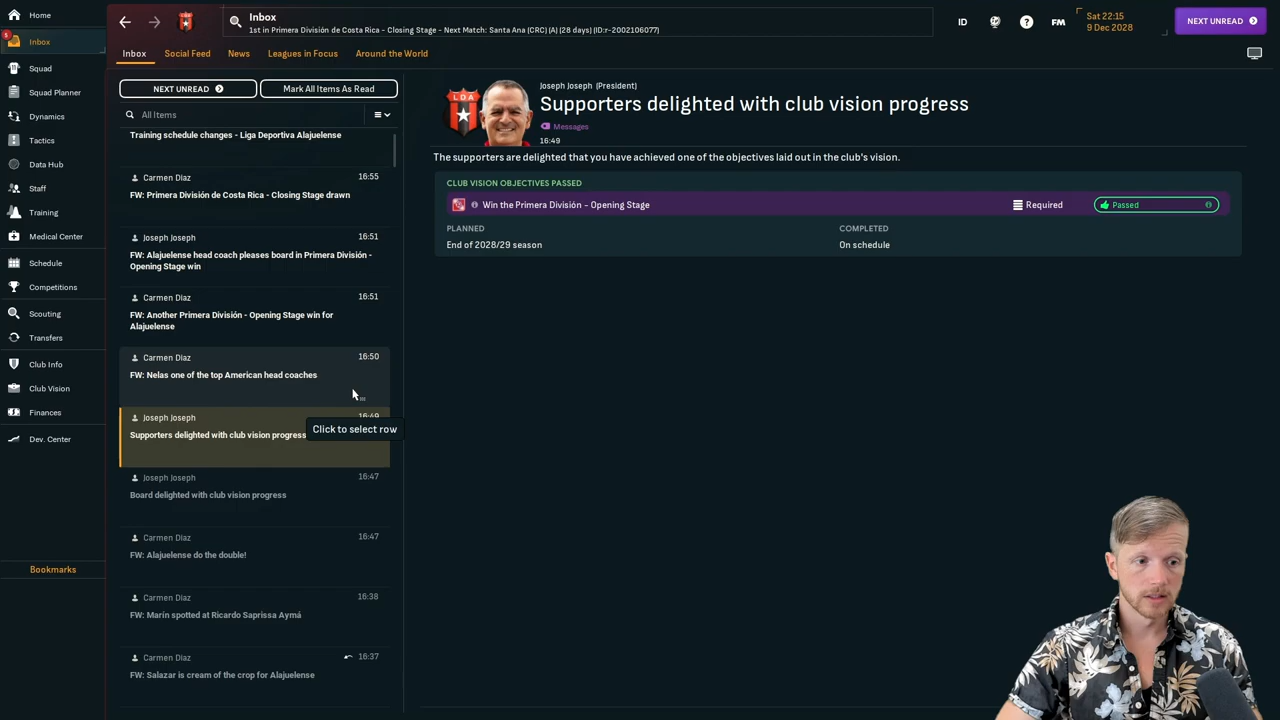 Home
Inbox
5
Squad
Squad Planner
Dynamics
Tactics
Data Hub
Staff
Training
Medical Center
Schedule
Competitions
Scouting
Transfers
Club Info
Club Vision
Finances
Dev. Center
Bookmarks
Inbox
1st in Primera División de Costa Rica - Closing Stage - Next Match: Santa Ana (CRC) (A) (28 days) (ID:r-2002106077)
ID
FM
Sat 22:15
9 Dec 2028
NEXT UNREAD
Inbox
Social Feed
News
Leagues in Focus
Around the World
NEXT UNREAD
Mark All Items As Read
All Items
Training schedule changes - Liga Deportiva Alajuelense
Carmen Diaz
16:55
FW: Primera División de Costa Rica - Closing Stage drawn
Joseph Joseph
16:51
FW: Alajuelense head coach pleases board in Primera División -
Opening Stage win
Carmen Diaz
16:51
FW: Another Primera División - Opening Stage win for
Alajuelense
Carmen Diaz
16:50
FW: Nelas one of the top American head coaches
Joseph Joseph
16:49
Supporters delighted with club vision progress
Click to select row
Joseph Joseph
16:47
Board delighted with club vision progress
Carmen Diaz
16:47
FW: Alajuelense do the double!
Carmen Diaz
16:38
FW: Marín spotted at Ricardo Saprissa Aymá
Carmen Diaz
16:37
FW: Salazar is cream of the crop for Alajuelense
LDA
Joseph Joseph (President)
Supporters delighted with club vision progress
Messages
16:49
The supporters are delighted that you have achieved one of the objectives laid out in the club's vision.
CLUB VISION OBJECTIVES PASSED
Win the Primera División - Opening Stage
Required
Passed
PLANNED
COMPLETED
End of 2028/29 season
On schedule